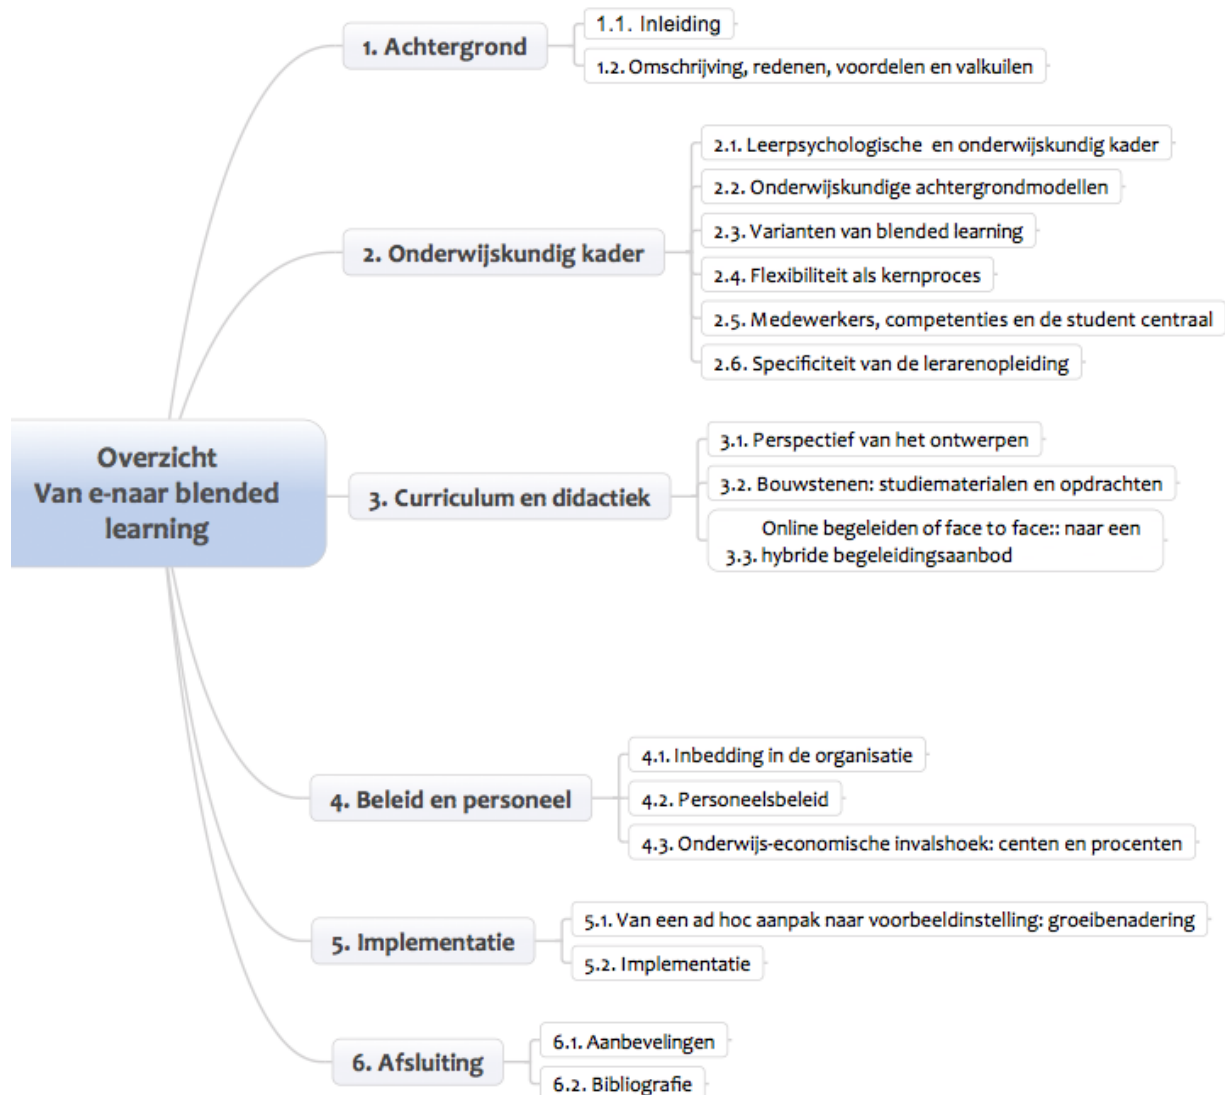 Overzicht
Van e-naar blended
learning
1. Achtergrond
1.1. Inleiding
1.2. Omschrijving, redenen, voordelen en valkuilen
2. Onderwijskundig kader
2.1. Leerpsychologische en onderwijskundig kader
2.2. Onderwijskundige achtergrondmodellen
2.3. Varianten van blended learning
2.4. Flexibiliteit als kernproces
2.5. Medewerkers, competenties en de student centraal
2.6. Specificiteit van de lerarenopleiding
3. Curriculum en didactiek
3.1. Perspectief van het ontwerpen
3.2. Bouwstenen: studiematerialen en opdrachten
Online begeleiden of face to face:: naar een
3.3. hybride begeleidingsaanbod
4. Beleid en personeel
4.1. Inbedding in de organisatie
4.2. Personeelsbeleid
4.3. Onderwijs-economische invalshoek: centen en procenten
5. Implementatie
5.1. Van een ad hoc aanpak naar voorbeeldinstelling: groeibenadering
5.2. Implementatie
6. Afsluiting
6.1. Aanbevelingen
6.2. Bibliografie